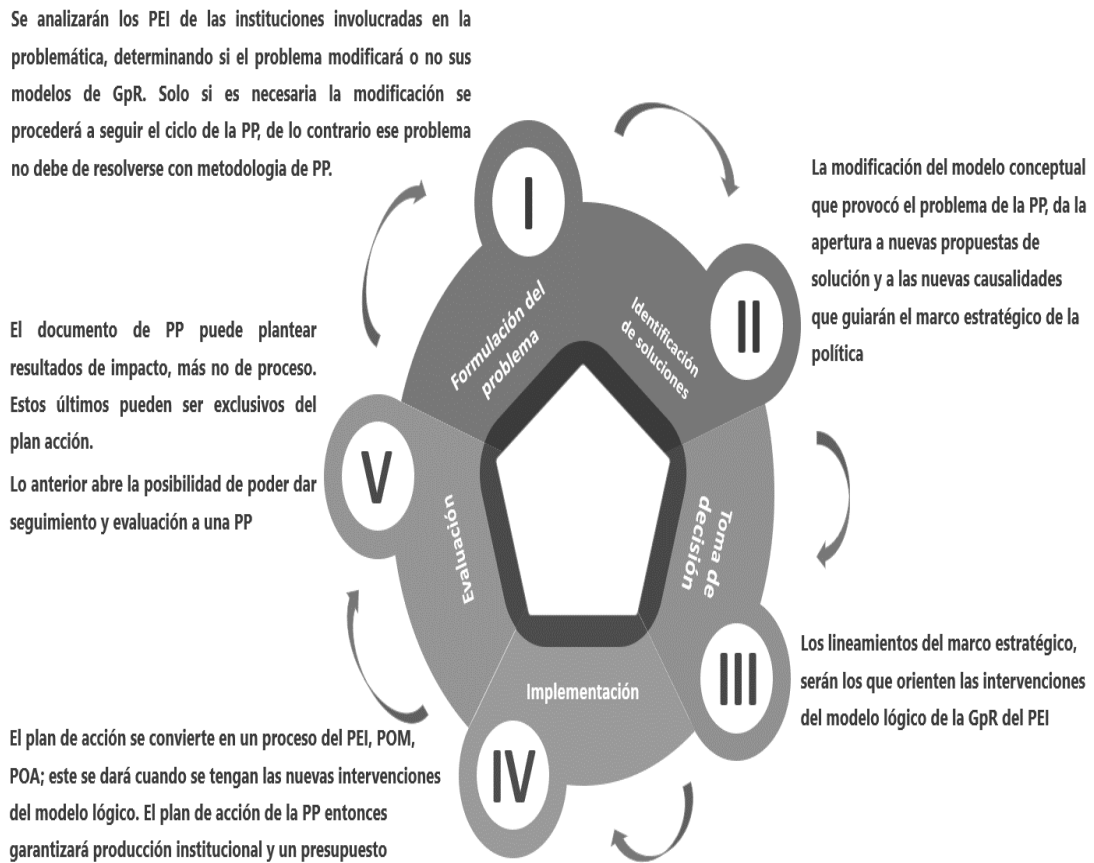 Se analizarán los PEI de las instituciones involucradas en la
problemática, determinando si el problema modificará o no sus
modelos de GpR. Solo si es necesaria la modificación se
procederá a seguir el ciclo de la PP, de lo contrario ese problema
no debe de resolverse con metodologia de PP.
I
Formulación del
problema
La modificación del modelo conceptual
que provocó el problema de la PP, da la
apertura a nuevas propuestas de
solución y a las nuevas causalidades
que guiarán el marco estratégico de la
política
II
Identificación
de soluciones
Los lineamientos del marco estratégico,
serán los que orienten las intervenciones
del modelo lógico de la GpR del PEI
III
Toma de
decisión
El plan de acción se convierte en un proceso del PEI, POM,
POA; este se dará cuando se tengan las nuevas intervenciones
del modelo lógico. El plan de acción de la PP entonces
garantizará producción institucional y un presupuesto
IV
Implementación
El documento de PP puede plantear
resultados de impacto, más no de proceso.
Estos últimos pueden ser exclusivos del
plan acción.
Lo anterior abre la posibilidad de poder dar
seguimiento y evaluación a una PP
V
Evaluación